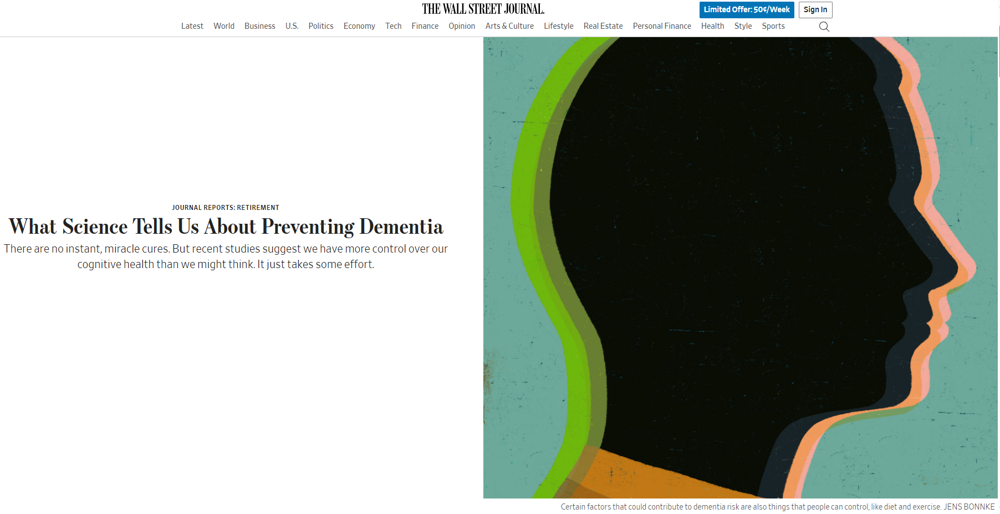 THE WALL STREET JOURNAL.
Limited Offer: 50¢/Week
Sign In
Latest World Business U.S. Politics Economy Tech Finance Opinion Arts & Culture Lifestyle Real Estate Personal Finance Health Style Sports
JOURNAL REPORTS: RETIREMENT
What Science Tells Us About Preventing Dementia
There are no instant, miracle cures. But recent studies suggest we have more control over our
cognitive health than we might think. It just takes some effort.
Certain factors that could contribute to dementia risk are also things that people can control, like diet and exercise. JENS BONNKE